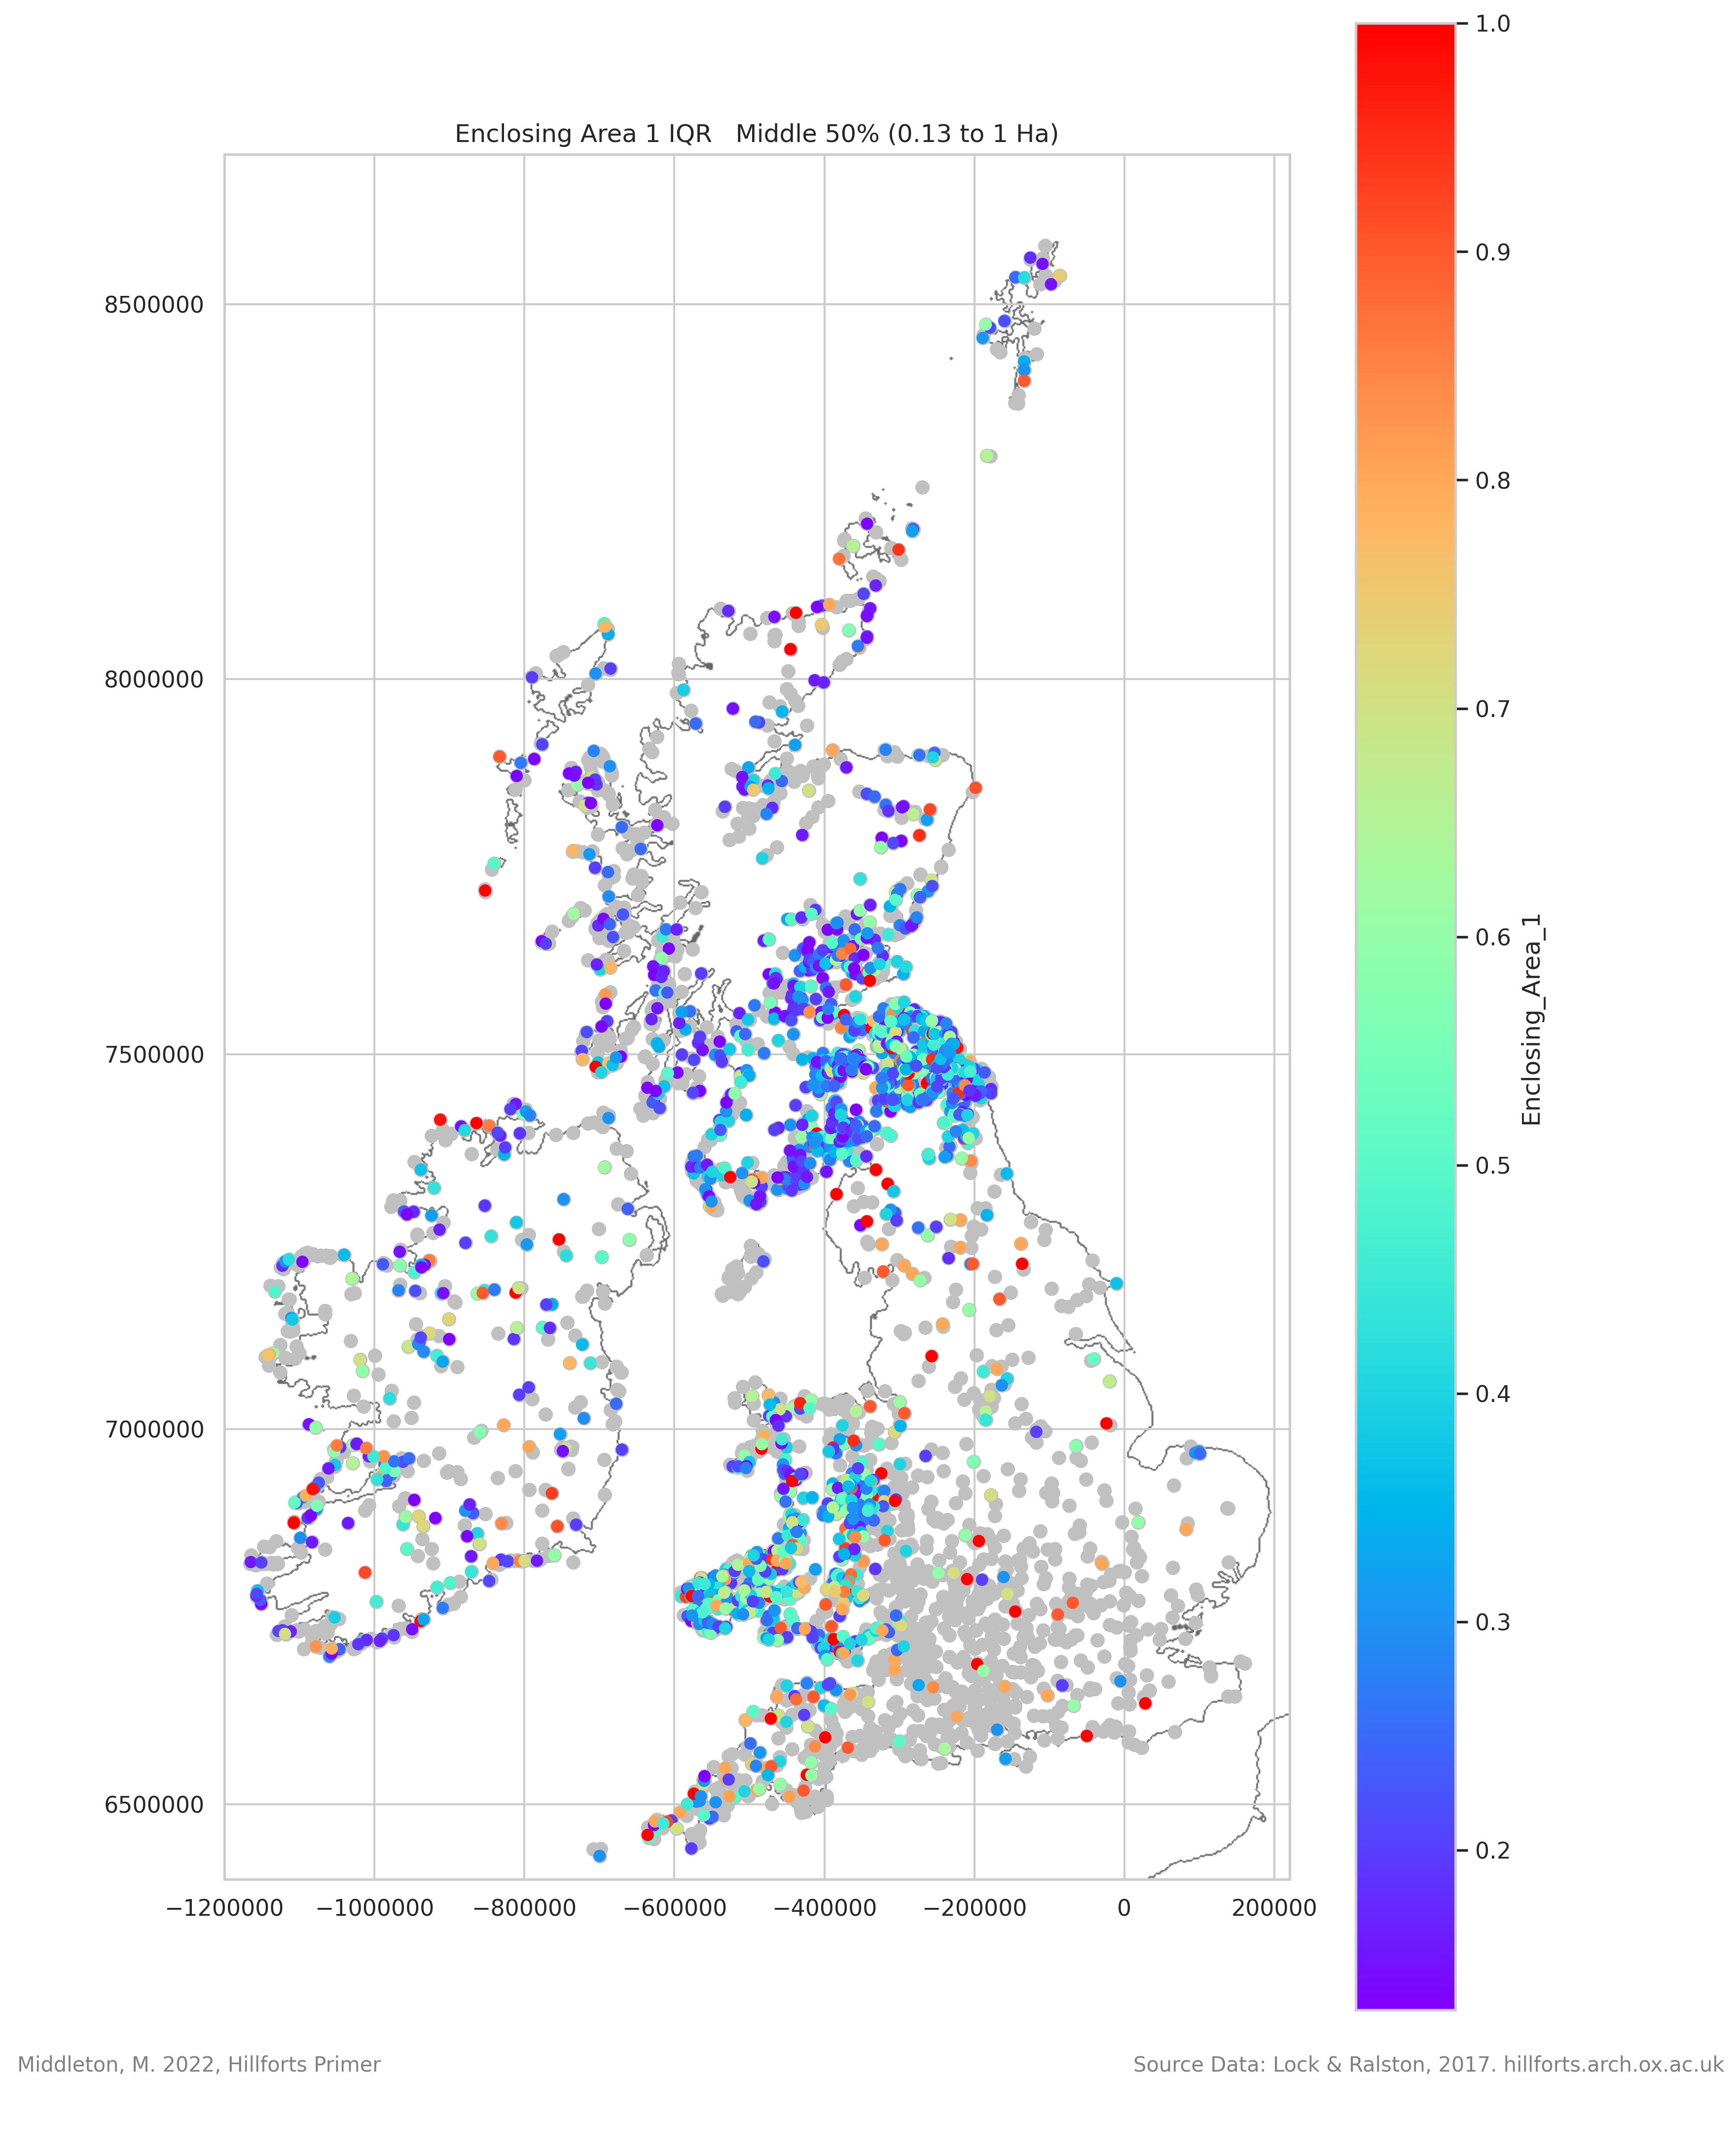 Enclosing Area 1 IQR   Middle 50% (0.13 to 1 Ha)
8500000
8000000
7500000
7000000
6500000
−1200000 −1000000 −800000 −600000 −400000 −200000 0 200000
1.0
0.9
0.8
0.7
0.6
0.5
0.4
0.3
0.2
Enclosing_Area_1
Middleton, M. 2022, Hillforts Primer
Source Data: Lock & Ralston, 2017. hillforts.arch.ox.ac.uk